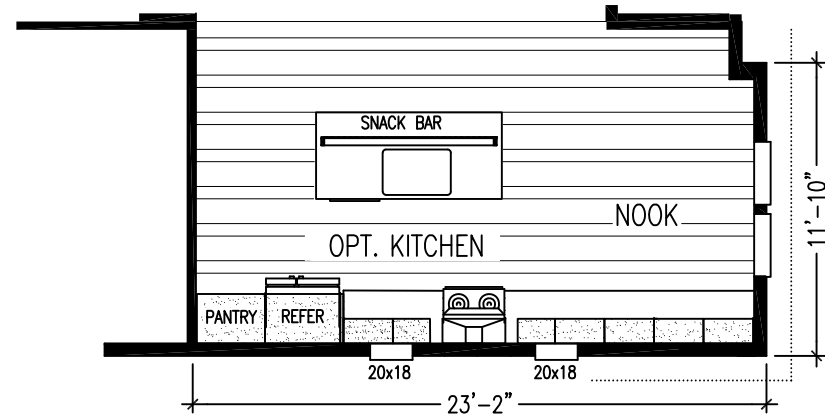 SNACK BAR
NOOK
OPT. KITCHEN
11'-10"
PANTRY
REFER
20x18
20x18
23'-2"